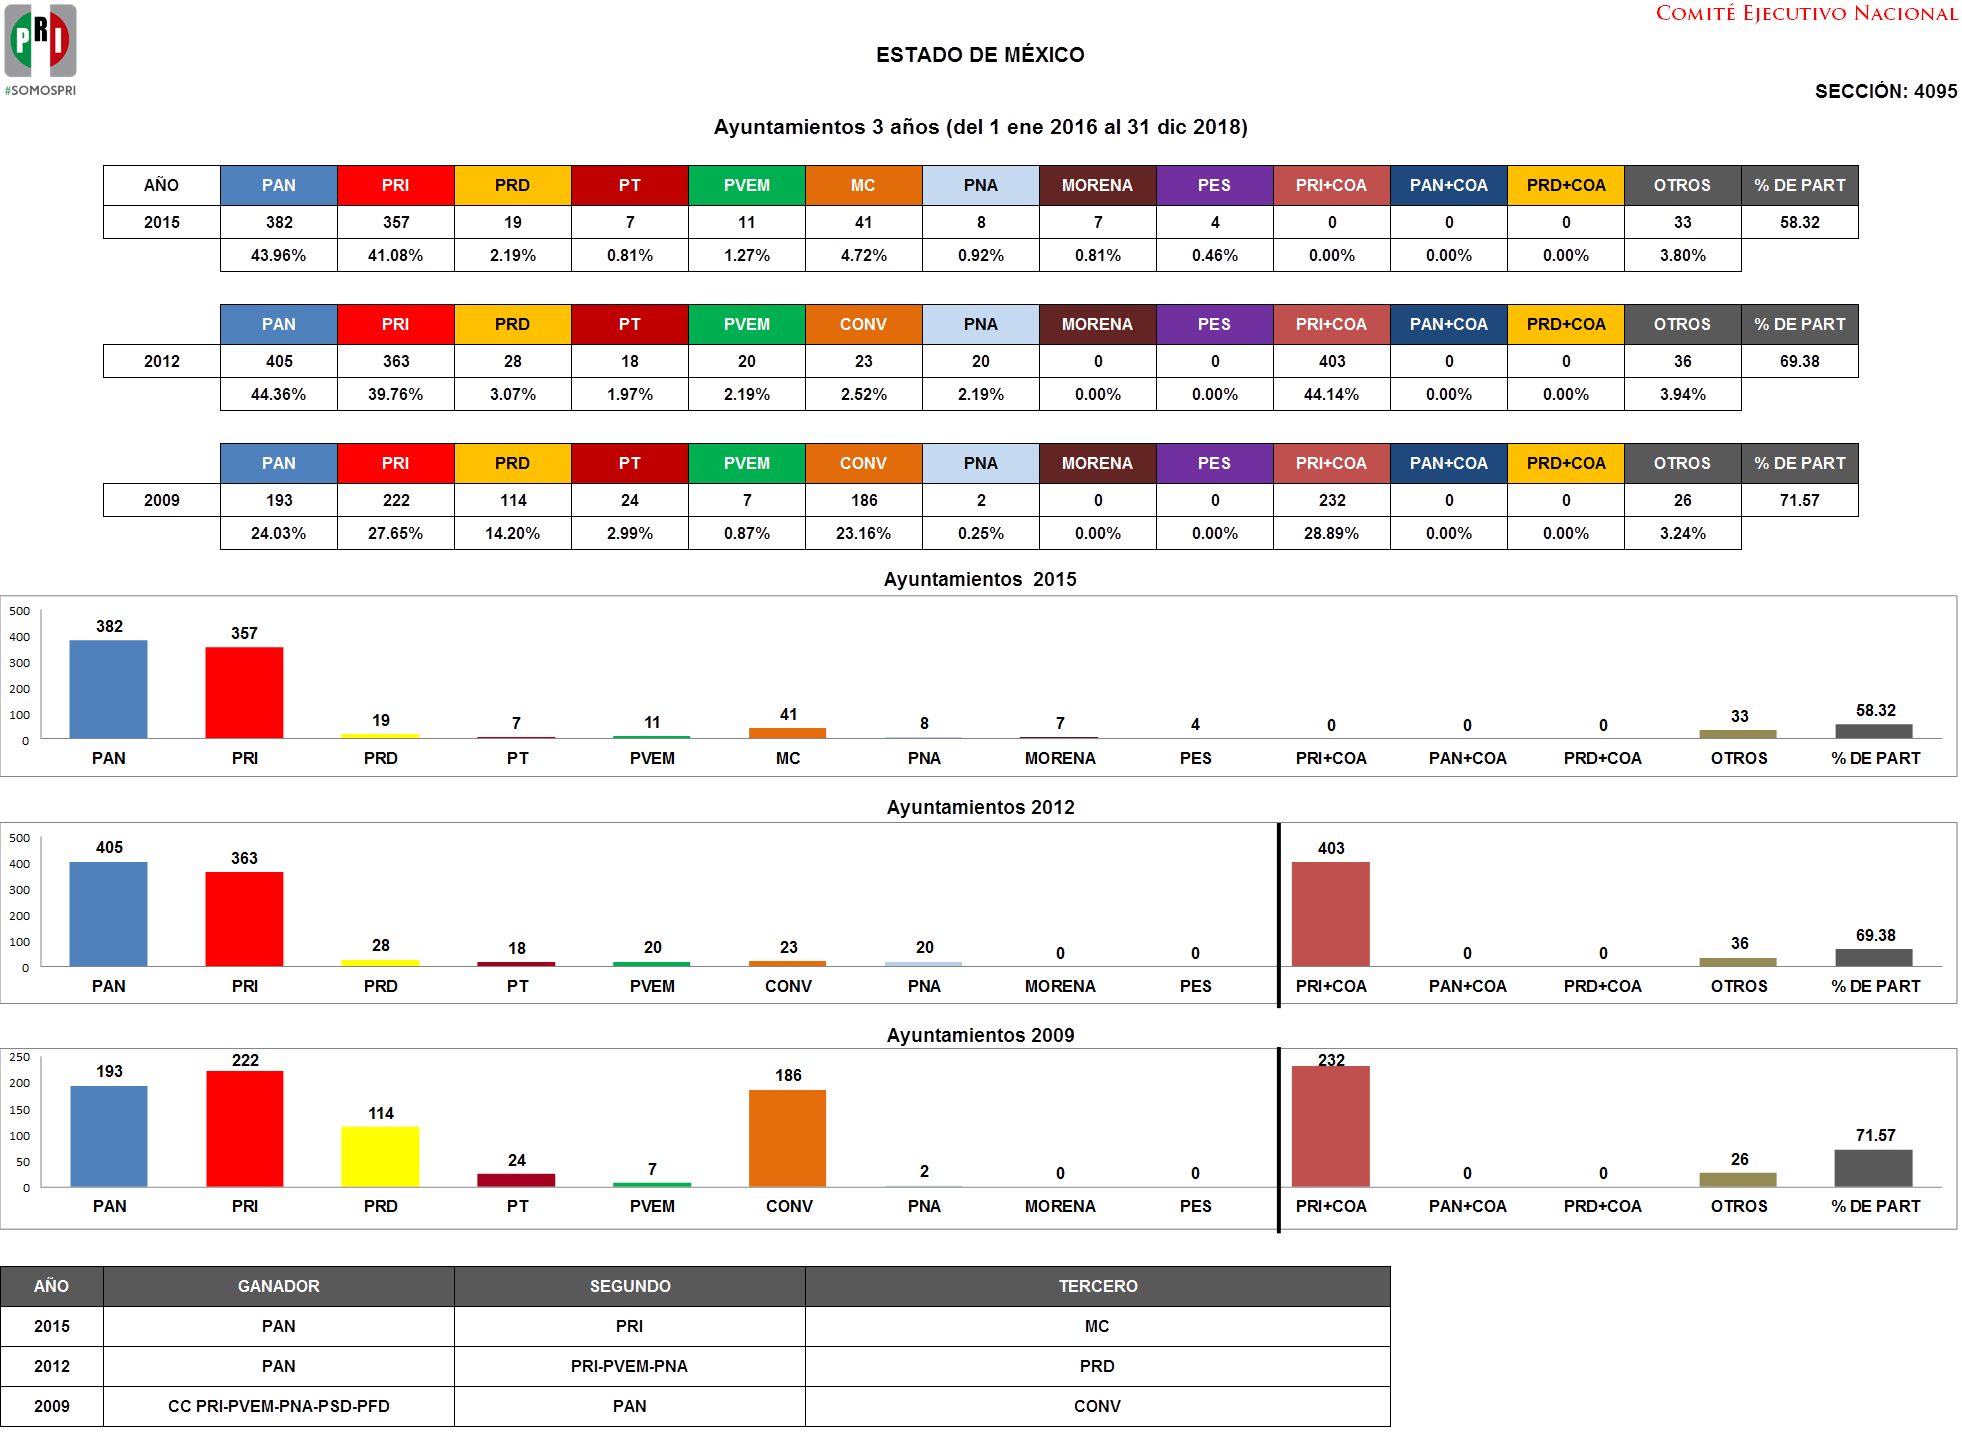 PRI
#SOMOSPRI
COMITÉ EJECUTIVO NACIONAL
ESTADO DE MÉXICO
SECCIÓN: 4095
Ayuntamientos 3 años (del 1 ene 2016 al 31 dic 2018)
AÑO PAN PRI PRD PT PVEM MC PNA MORENA PES PRI+COA PAN+COA PRD+COA OTROS % DE PART
2015 382 357 19 7 11 41 8 7 4 0 0 0 33 58.32
43.96% 41.08% 2.19% 0.81% 1.27% 4.72% 0.92% 0.81% 0.46% 0.00% 0.00% 0.00% 3.80%
PAN PRI PRD PT PVEM CONV PNA MORENA PES PRI+COA PAN+COA PRD+COA OTROS % DE PART
2012 405 363 28 18 20 23 20 0 0 403 0 0 36 69.38
44.36% 39.76% 3.07% 1.97% 2.19% 2.52% 2.19% 0.00% 0.00% 44.14% 0.00% 0.00% 3.94%
PAN PRI PRD PT PVEM CONV PNA MORENA PES PRI+COA PAN+COA PRD+COA OTROS % DE PART
2009 193 222 114 24 7 186 2 0 0 232 0 0 26 71.57
24.03% 27.65% 14.20% 2.99% 0.87% 23.16% 0.25% 0.00% 0.00% 28.89% 0.00% 0.00% 3.24%
Ayuntamientos 2015
500
400
300
200
100
0
382 357 19 7 11 41 8 7 4 0 0 0 33 58.32
PAN PRI PRD PT PVEM MC PNA MORENA PES PRI+COA PAN+COA PRD+COA OTROS % DE PART
Ayuntamientos 2012
500
400
300
200
100
0
405 363 28 18 20 23 20 0 0 403 0 0 36 69.38
PAN PRI PRD PT PVEM CONV PNA MORENA PES PRI+COA PAN+COA PRD+COA OTROS % DE PART
Ayuntamientos 2009
250
200
150
100
50
0
193 222 114 24 7 186 2 0 0 232 0 0 26 71.57
PAN PRI PRD PT PVEM CONV PNA MORENA PES PRI+COA PAN+COA PRD+COA OTROS % DE PART
AÑO GANADOR SEGUNDO TERCERO
2015 PAN PRI MC
2012 PAN PRI-PVEM-PNA PRD
2009 CC PRI-PVEM-PNA-PSD-PFD PAN CONV